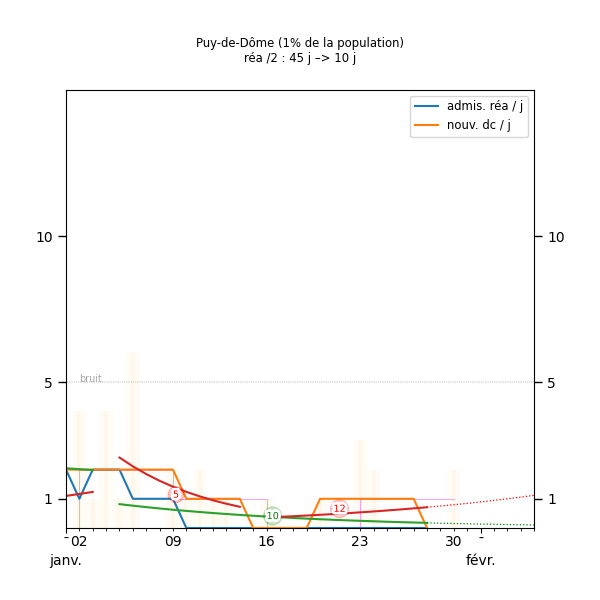 Puy-de-Dôme (1% de la population)
réa /2 : 45 j –> 10 j
admis. réa / j
nouv. dc / j
10 10
bruit
5 5
5
12
10
1 1
02 09 16 23 30 -
janv. févr.